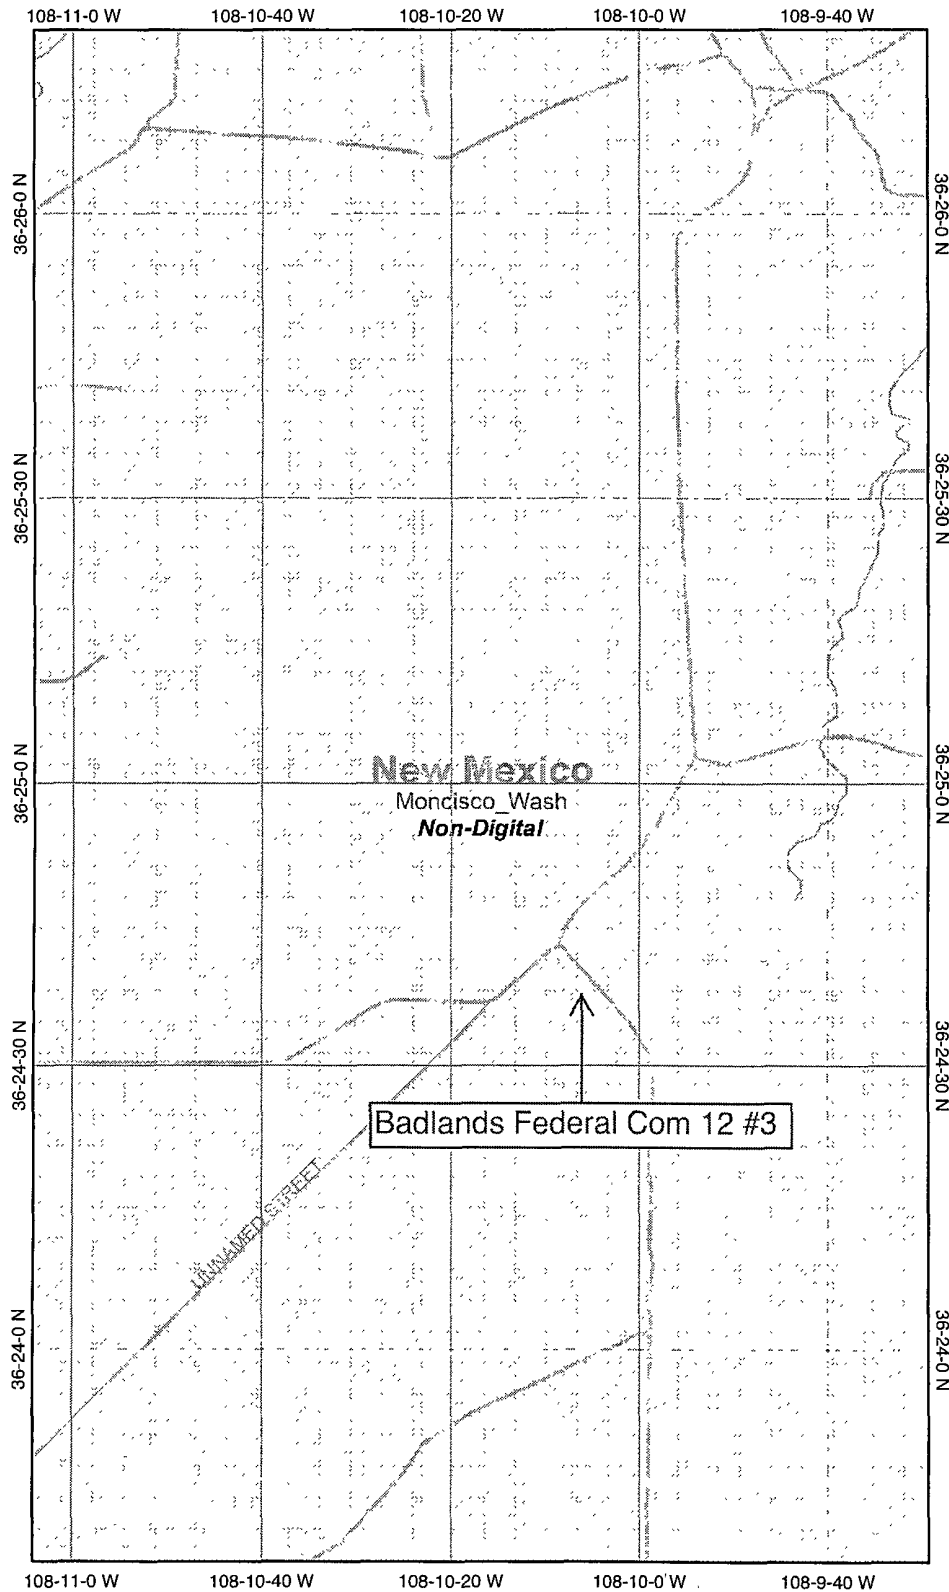 108-11-0 W 108-10-40 W 108-10-20 W 108-10-0 W 108-9-40 W
36-26-0 N
36-26-0 N
36-25-30 N
36-25-30 N
New Mexico
36-25-0 N
36-25-0 N
Moncisco_Wash
Non-Digital
36-24-30 N
36-24-30 N
Badlands Federal Com 12 #3
UNNAMED STREET
36-24-0 N
36-24-0 N
108-11-0 W 108-10-40 W 108-10-20 W 108-10-0 W 108-9-40 W